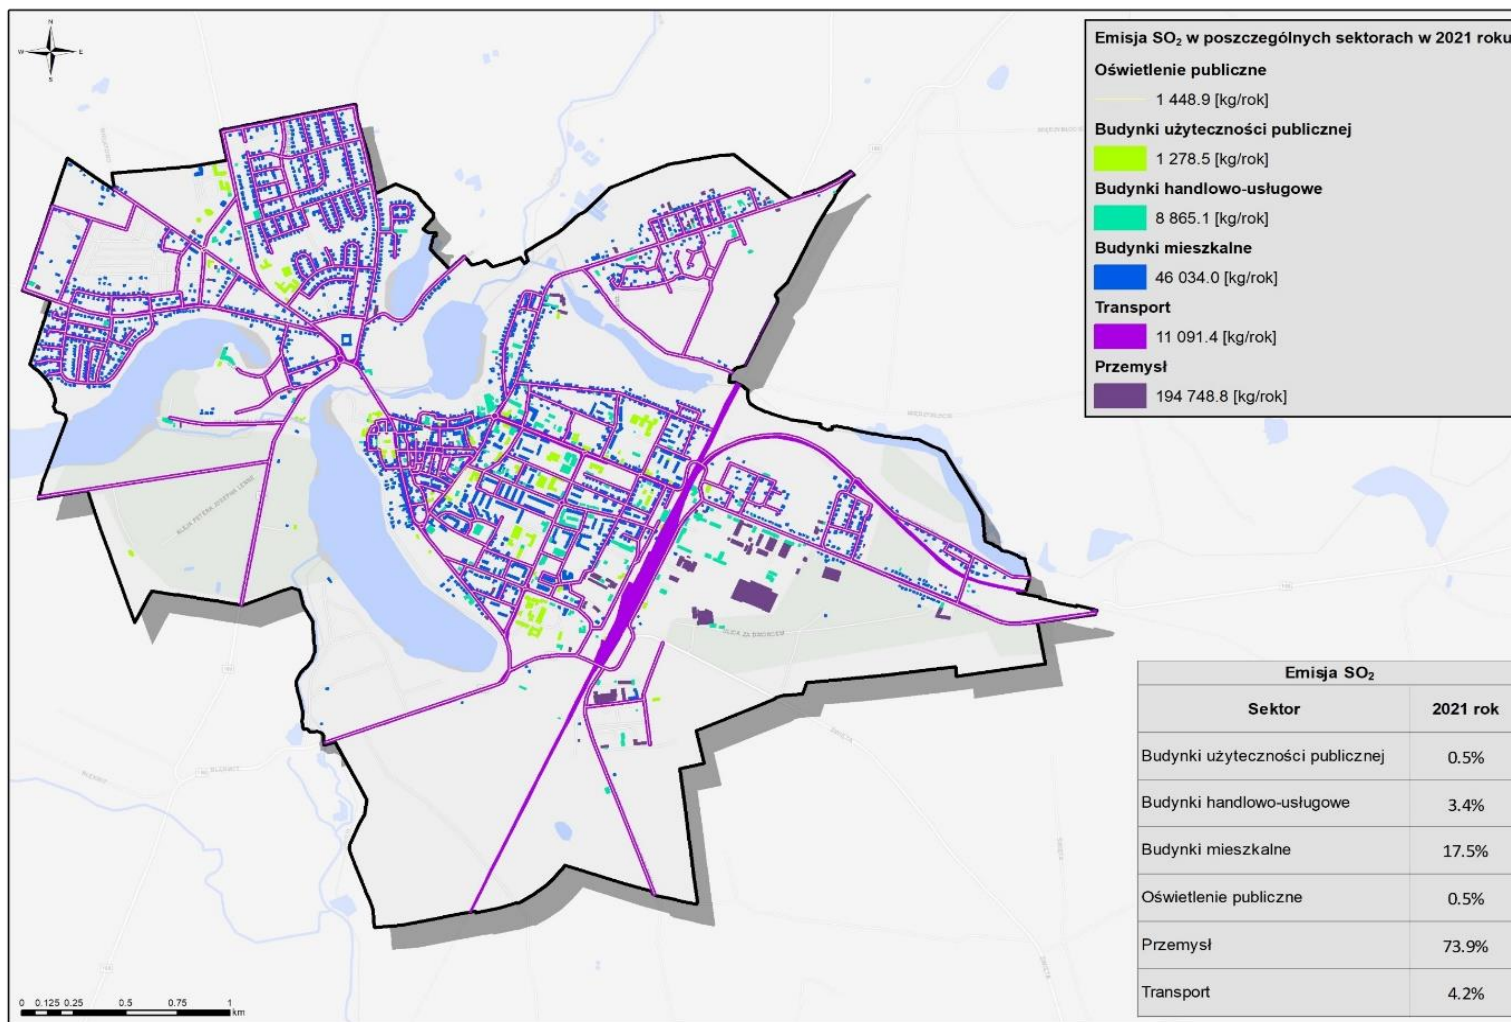 N
W
E
S
Emisja SO₂ w poszczególnych sektorach w 2021 roku
Oświetlenie publiczne
1 448.9 [kg/rok]
Budynki użyteczności publicznej
1 278.5 [kg/rok]
Budynki handlowo-usługowe
8 865.1 [kg/rok]
Budynki mieszkalne
46 034.0 [kg/rok]
Transport
11 091.4 [kg/rok]
Przemysł
194 748.8 [kg/rok]
Emisja SO₂
Sektor 2021 rok
Budynki użyteczności publicznej 0.5%
Budynki handlowo-usługowe 3.4%
Budynki mieszkalne 17.5%
Oświetlenie publiczne 0.5%
Przemysł 73.9%
Transport 4.2%
0 0.125 0.25 0.5 0.75 1
km